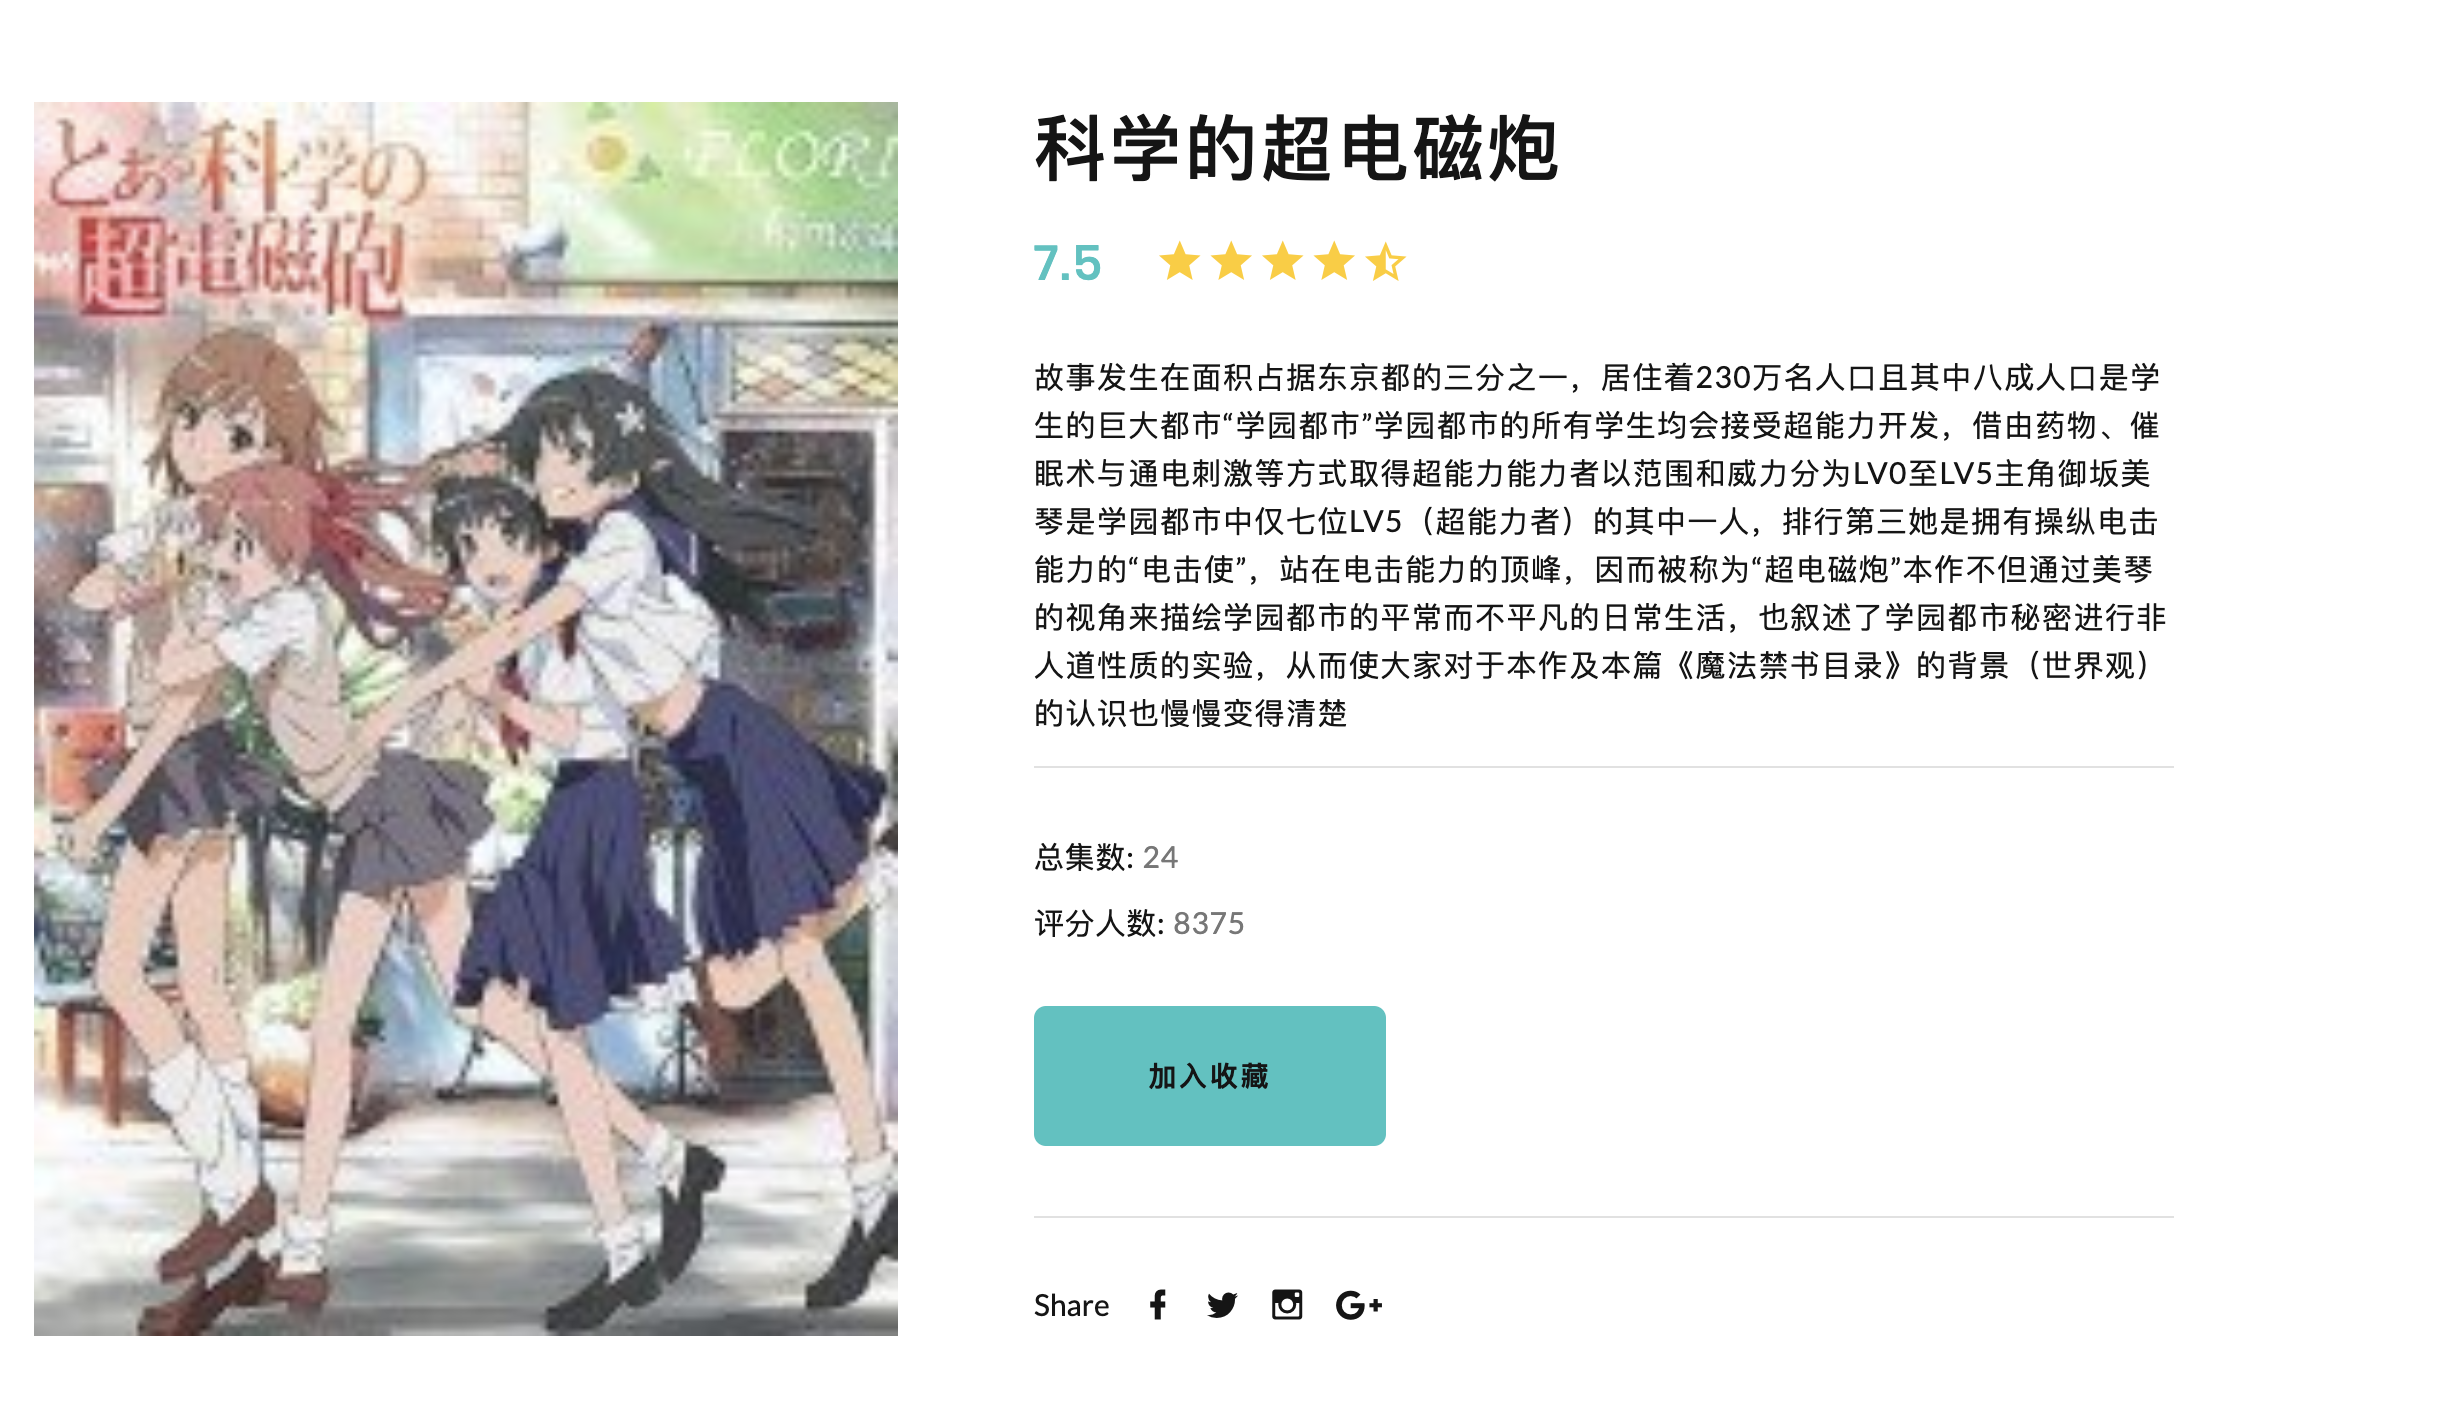 とある科学の
超電磁砲
科学的超电磁炮
7.5
故事发生在面积占据东京都的三分之一，居住着230万名人口且其中八成人口是学
生的巨大都市“学园都市”学园都市的所有学生均会接受超能力开发，借由药物、催
眠术与通电刺激等方式取得超能力能力者以范围和威力分为LV0至LV5主角御坂美
琴是学园都市中仅七位LV5（超能力者）的其中一人，排行第三她是拥有操纵电击
能力的“电击使”，站在电击能力的顶峰，因而被称为“超电磁炮”本作不但通过美琴
的视角来描绘学园都市的平常而不平凡的日常生活，也叙述了学园都市秘密进行非
人道性质的实验，从而使大家对于本作及本篇《魔法禁书目录》的背景（世界观）
的认识也慢慢变得清楚
总集数: 24
评分人数: 8375
加入收藏
Share